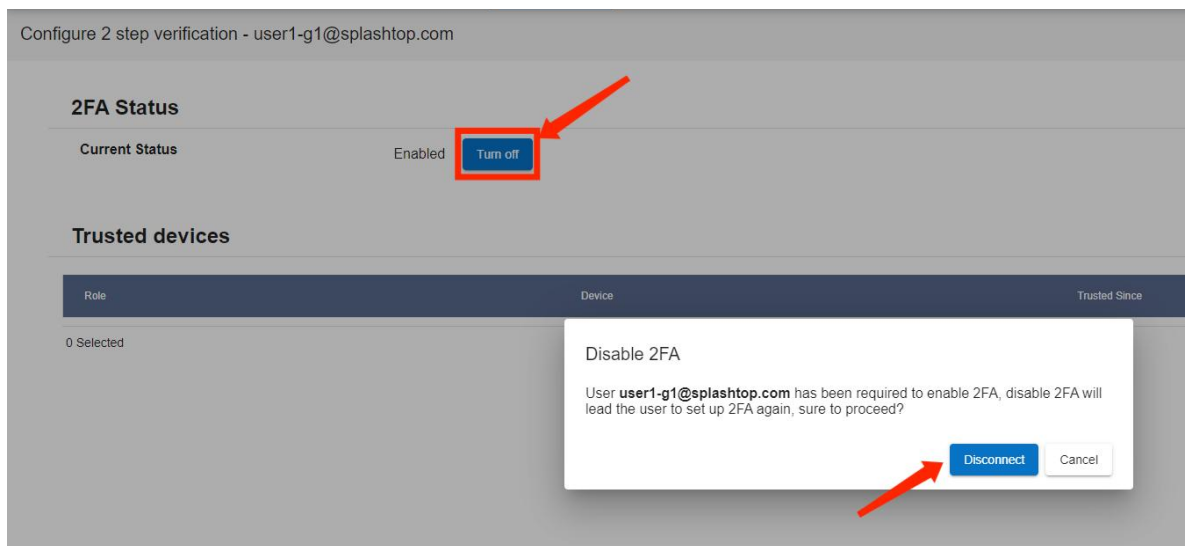 Configure 2 step verification - user1-g1@splashtop.com
2FA Status
Current Status Enabled Turn off
Trusted devices
Role Device Trusted Since
0 Selected
Disable 2FA
User user1-g1@splashtop.com has been required to enable 2FA, disable 2FA will
lead the user to set up 2FA again, sure to proceed?
Disconnect Cancel